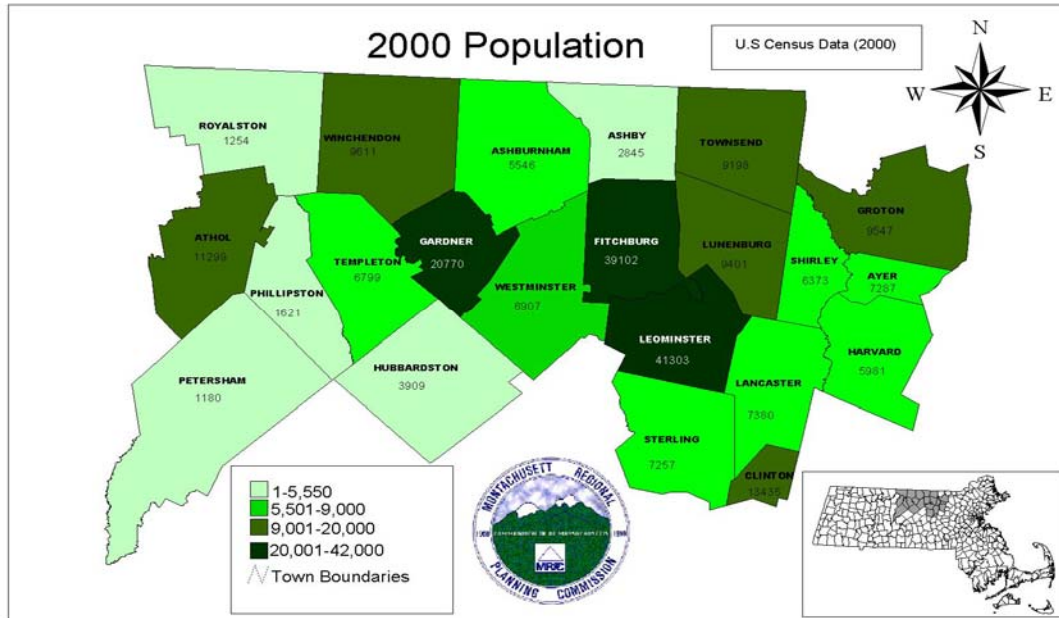 2000 Population
U.S Census Data (2000)
N
W
E
S
ROYALSTON
1254
WINCHENDON
9611
ASHBURNHAM
5546
ASHBY
2845
TOWNSEND
9198
GROTON
9547
ATHOL
11299
PHILLIPSTON
1621
TEMPLETON
6799
GARDNER
20770
WESTMINSTER
6907
FITCHBURG
39102
LUNENBURG
9401
SHIRLEY
6373
AYER
7287
HARVARD
5981
PETERSHAM
1180
HUBBARDSTON
3909
LEOMINSTER
41303
LANCASTER
7380
STERLING
7257
CLINTON
13435
1-5,550
5,501-9,000
9,001-20,000
20,001-42,000
Town Boundaries
MONTACHUSETT REGIONAL
PLANNING COMMISSION
1968
MRPC